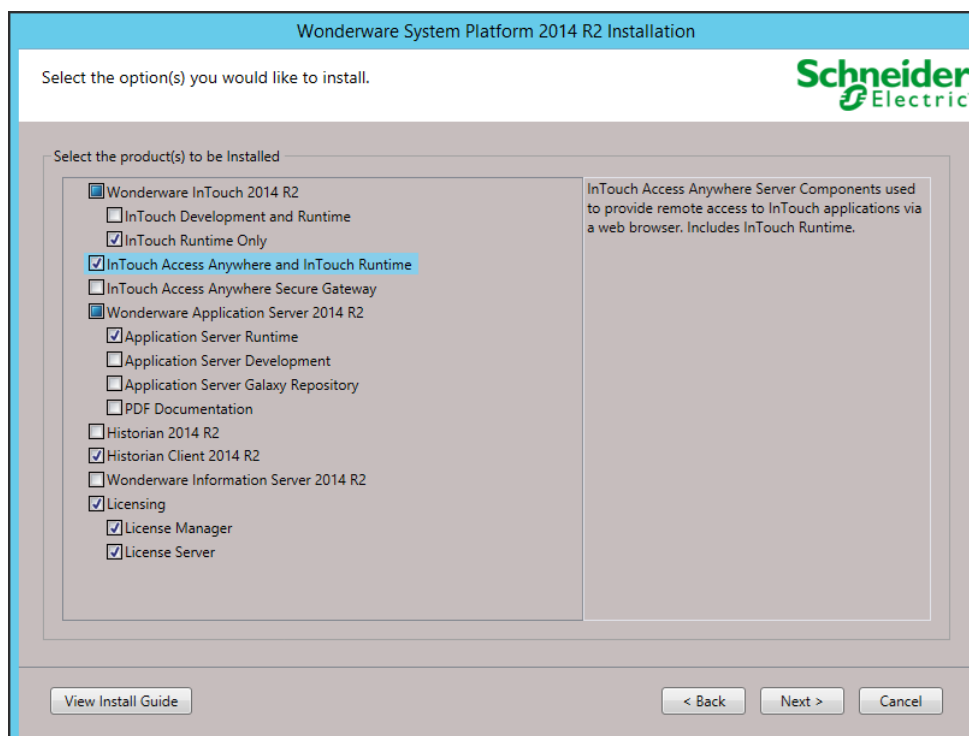 Wonderware System Platform 2014 R2 Installation
Select the option(s) you would like to install.
Schneider
Electric
Select the product(s) to be Installed
Wonderware InTouch 2014 R2
InTouch Development and Runtime
InTouch Runtime Only
InTouch Access Anywhere and InTouch Runtime
InTouch Access Anywhere Secure Gateway
Wonderware Application Server 2014 R2
Application Server Runtime
Application Server Development
Application Server Galaxy Repository
PDF Documentation
Historian 2014 R2
Historian Client 2014 R2
Wonderware Information Server 2014 R2
Licensing
License Manager
License Server
InTouch Access Anywhere Server Components used
to provide remote access to InTouch applications via
a web browser. Includes InTouch Runtime.
View Install Guide
< Back
Next >
Cancel